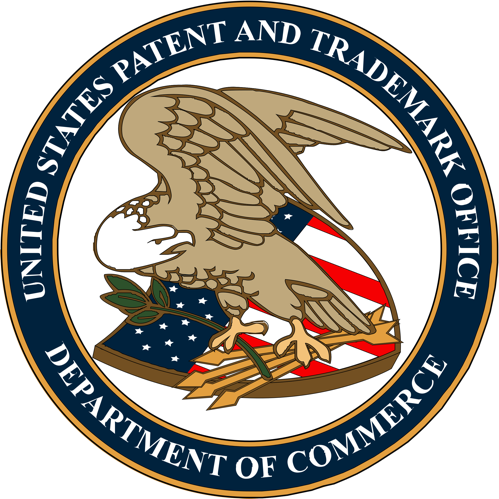 UNITED STATES PATENT AND TRADEMARK OFFICE
DEPARTMENT OF COMMERCE